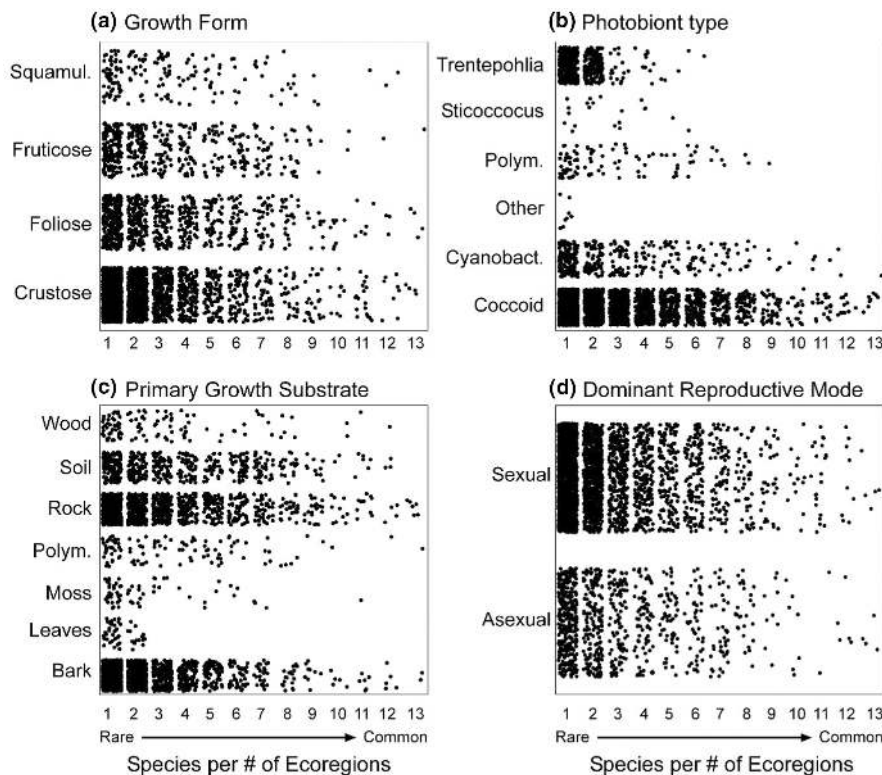 (a) Growth Form
Squamul.
Fruticose
Foliose
Crustose
1 2 3 4 5 6 7 8 9 10 11 12 13
(b) Photobiont type
Trentepohlia
Sticoccocus
Polym.
Other
Cyanobact.
Coccoid
1 2 3 4 5 6 7 8 9 10 11 12 13
(c) Primary Growth Substrate
Wood
Soil
Rock
Polym.
Moss
Leaves
Bark
1 2 3 4 5 6 7 8 9 10 11 12 13
Rare Common
Species per # of Ecoregions
(d) Dominant Reproductive Mode
Sexual
Asexual
1 2 3 4 5 6 7 8 9 10 11 12 13
Rare Common
Species per # of Ecoregions